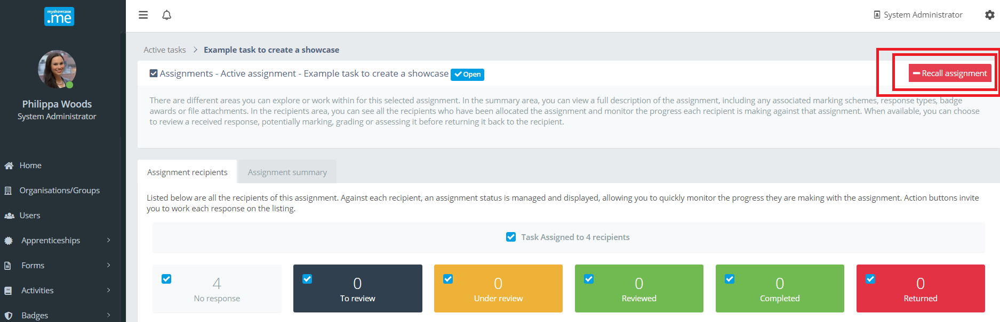 myshowcase
.me
System Administrator
Philippa Woods
System Administrator
Home
Organisations/Groups
Users
Apprenticeships
Forms
Activities
Badges
Active tasks > Example task to create a showcase
Assignments - Active assignment - Example task to create a showcase Open
Recall assignment
There are different areas you can explore or work within for this selected assignment. In the summary area, you can view a full description of the assignment, including any associated marking schemes, response types, badge
awards or file attachments. In the recipients area, you can see all the recipients who have been allocated the assignment and monitor the progress each recipient is making against that assignment. When available, you can choose
to review a received response, potentially marking, grading or assessing it before returning it back to the recipient.
Assignment recipients
Assignment summary
Listed below are all the recipients of this assignment. Against each recipient, an assignment status is managed and displayed, allowing you to quickly monitor the progress they are making with the assignment. Action buttons invite
you to work each response on the listing.
Task Assigned to 4 recipients
4
No response
0
To review
0
Under review
0
Reviewed
0
Completed
0
Returned